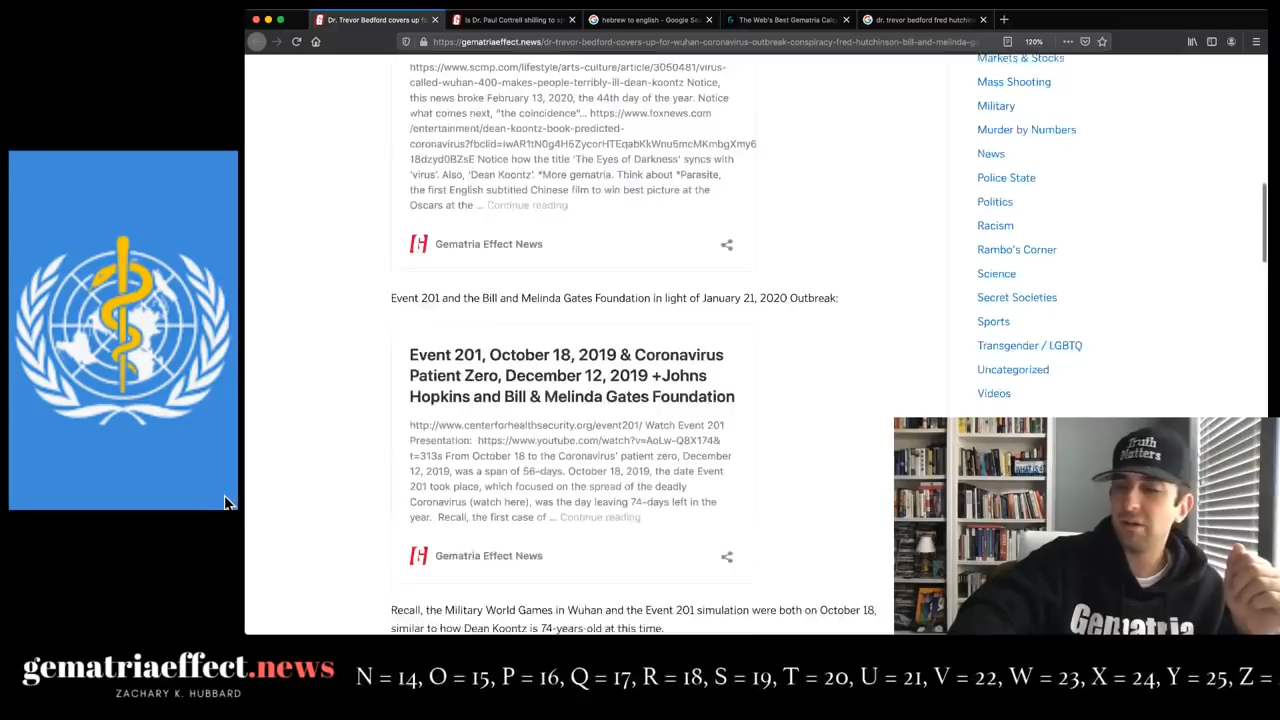 Dr. Trevor Bedford covers up fo
Is Dr. Paul Cottrell shilling to sp
hebrew to english - Google Sea
The Web's Best Gematria Calc
dr. trevor bedford fred hutchins
https://www.gematriaeffect.news/dr-trevor-bedford-covers-up-for-wuhan-coronavirus-outbreak-conspiracy-fred-hutchinson-bill-and-melinda-g
120%
https://www.scmp.com/lifestyle/arts-culture/article/3050481/virus-
called-wuhan-400-makes-people-terribly-ill-dean-koontz Notice,
this news broke February 13, 2020, the 44th day of the year. Notice
what comes next, "the coincidence"... https://www.foxnews.com
/entertainment/dean-koontz-book-predicted-
18dzyd0BZsE Notice how the title 'The Eyes of Darkness' syncs with
'virus'. Also, 'Dean Koontz'. *More gematria. Think about *Parasite,
the first English subtitled Chinese film to win best picture at the
Oscars at the ... Continue reading
Gematria Effect News
Event 201 and the Bill and Melinda Gates Foundation in light of January 21, 2020 Outbreak:
Event 201, October 18, 2019 & Coronavirus
Patient Zero, December 12, 2019 +Johns
Hopkins and Bill & Melinda Gates Foundation
http://www.centerforhealthsecurity.org/event201/ Watch Event 201
Presentation: https://www.youtube.com/watch?v=AoLw-Q8X174&
t=313s From October 18 to the Coronavirus' patient zero, December
12, 2019, was a span of 56-days. October 18, 2019, the date Event
201 took place, which focused on the spread of the deadly
Coronavirus (watch here), was the day leaving 74-days left in the
year. Recall, the first case of ... Continue reading
Gematria Effect News
Recall, the Military World Games in Wuhan and the Event 201 simulation were both on October 18,
similar to how Dean Koontz is 74-years-old at this time.
Markets & Stocks
Mass Shooting
Military
Murder by Numbers
News
Police State
Politics
Racism
Rambo's Corner
Science
Secret Societies
Sports
Transgender / LGBTQ
Uncategorized
Videos
Truth
Matters
Gematria
gematriaeffect.news
ZACHARY K. HUBBARD
N = 14, O = 15, P = 16, Q = 17, R = 18, S = 19, T = 20, U = 21, V = 22, W = 23, X = 24, Y = 25, Z =